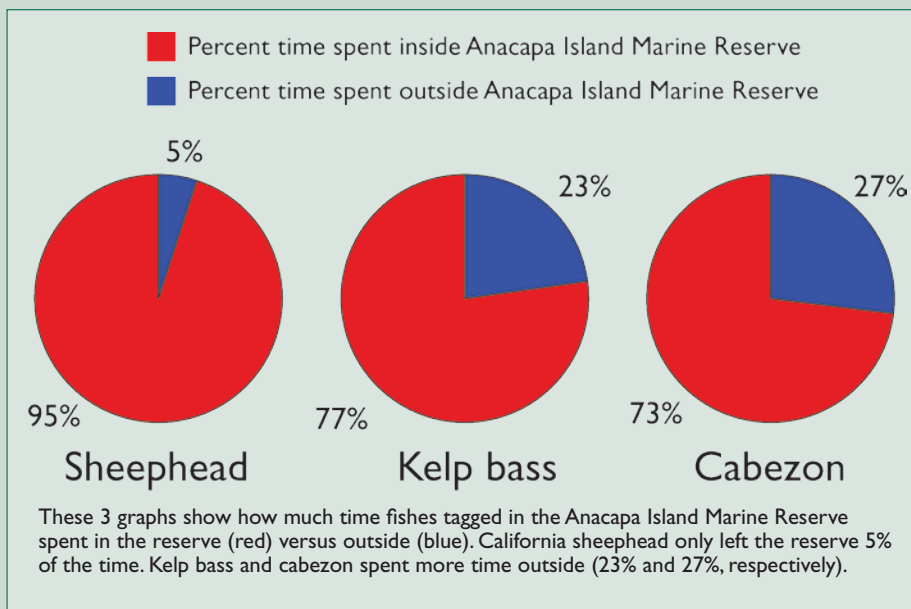 Percent time spent inside Anacapa Island Marine Reserve
Percent time spent outside Anacapa Island Marine Reserve
5%
95%
Sheephead
23%
77%
Kelp bass
27%
73%
Cabezon
These 3 graphs show how much time fishes tagged in the Anacapa Island Marine Reserve
spent in the reserve (red) versus outside (blue). California sheephead only left the reserve 5%
of the time. Kelp bass and cabezon spent more time outside (23% and 27%, respectively).